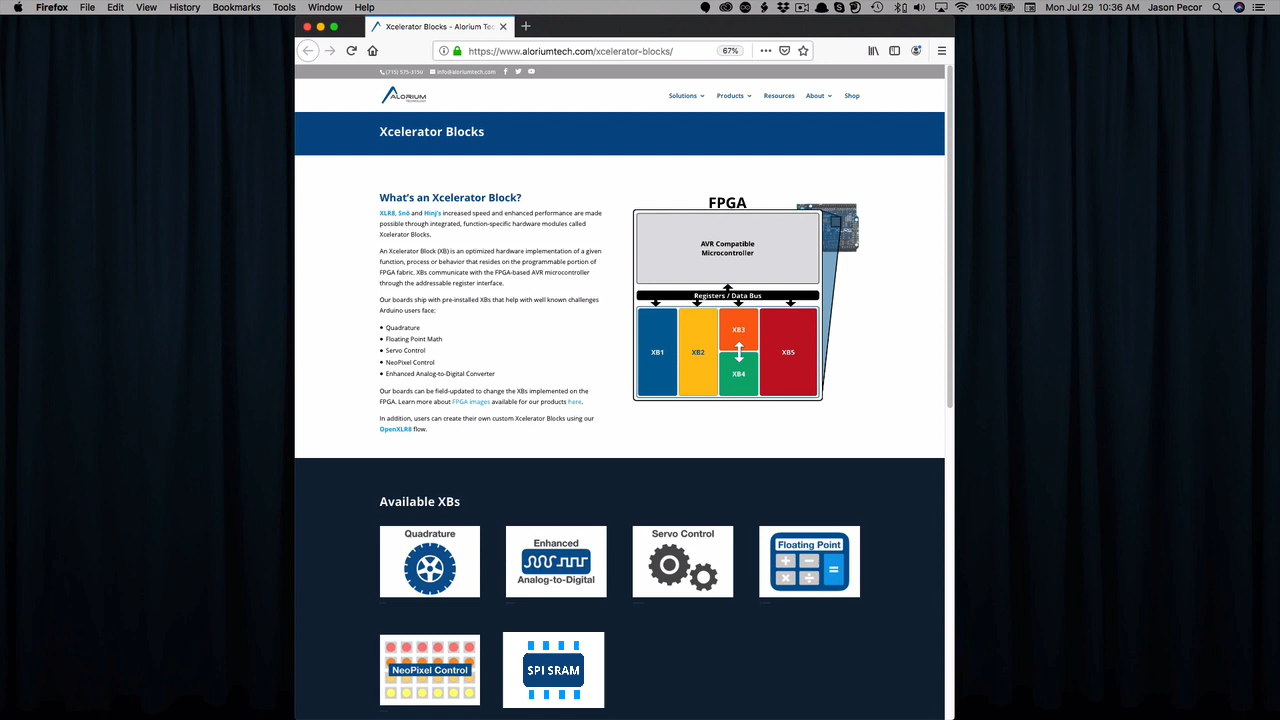 Firefox File Edit View History Bookmarks Tools Window Help
100% Mon Jul 29 10:36 AM Jason Pecor
Xcelerator Blocks - Alorium Tec
https://www.aloriumtech.com/xcelerator-blocks/ 67%
(715) 575-3150 info@aloriumtech.com
ALORIUM
TECHNOLOGY
Solutions Products Resources About Shop
Xcelerator Blocks
What's an Xcelerator Block?
XLR8, Snō and Hinj's increased speed and enhanced performance are made
possible through integrated, function-specific hardware modules called
Xcelerator Blocks.
An Xcelerator Block (XB) is an optimized hardware implementation of a given
function, process or behavior that resides on the programmable portion of
FPGA fabric. XBs communicate with the FPGA-based AVR microcontroller
through the addressable register interface.
Our boards ship with pre-installed XBs that help with well known challenges
Arduino users face:
• Quadrature
• Floating Point Math
• Servo Control
• NeoPixel Control
• Enhanced Analog-to-Digital Converter
Our boards can be field-updated to change the XBs implemented on the
FPGA. Learn more about FPGA images available for our products here.
In addition, users can create their own custom Xcelerator Blocks using our
OpenXLR8 flow.
FPGA
AVR Compatible
Microcontroller
Registers / Data Bus
XB1
XB2
XB3
XB4
XB5
Available XBs
Quadrature
Enhanced
Analog-to-Digital
Servo Control
Floating Point
NeoPixel Control
SPI SRAM